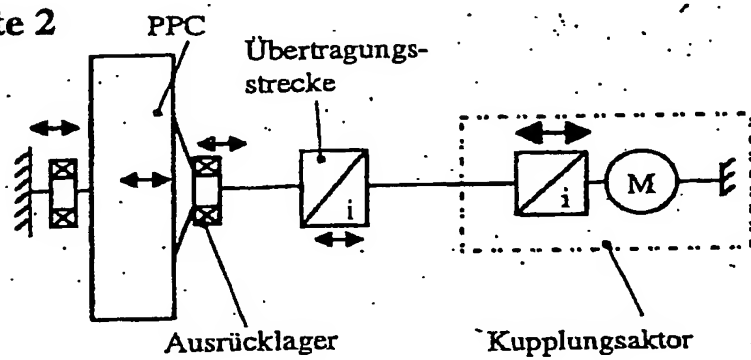 te 2
PPC
Übertragungs-
strecke
i
i
M
Ausrücklager
Kupplungsaktor